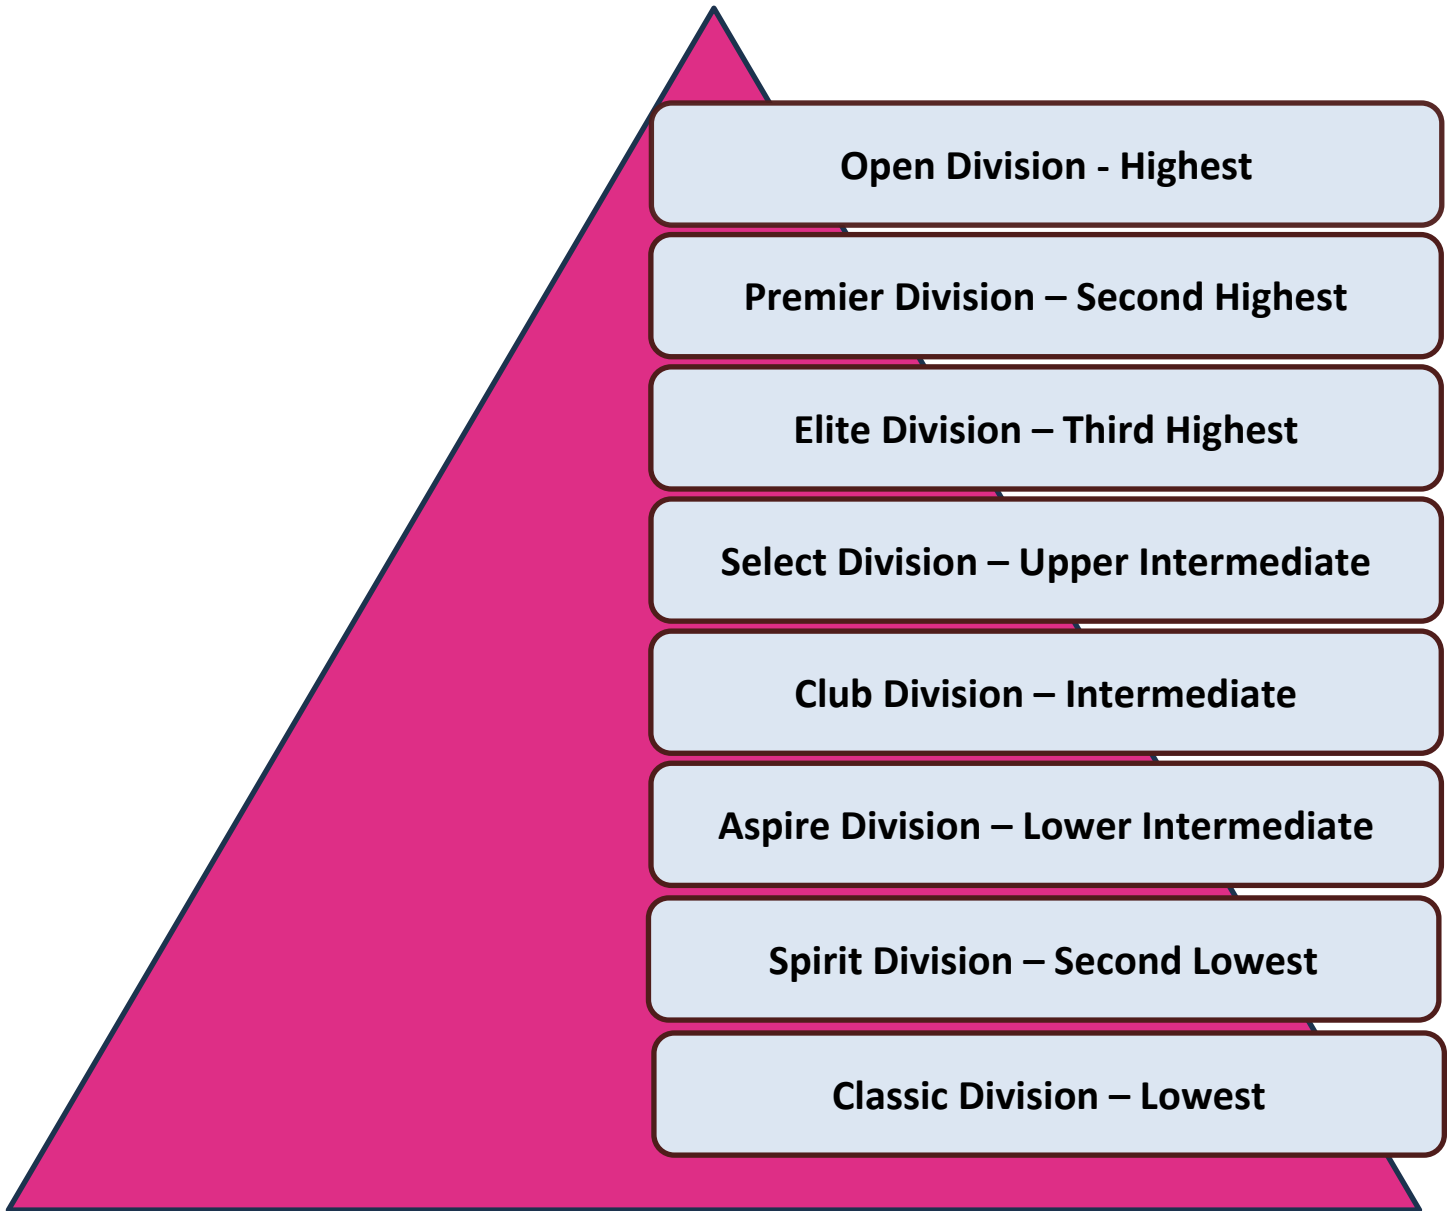 Open Division - Highest
Premier Division – Second Highest
Elite Division – Third Highest
Select Division – Upper Intermediate
Club Division – Intermediate
Aspire Division – Lower Intermediate
Spirit Division – Second Lowest
Classic Division – Lowest